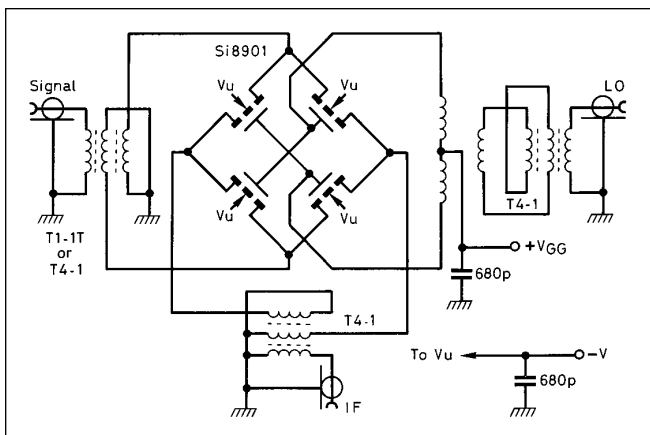 Si8901
Signal
LO
Vu
Vu
Vu
Vu
T1-1T
or
T4-1
T4-1
+VGG
680p
T4-1
IF
To Vu
–V
680p